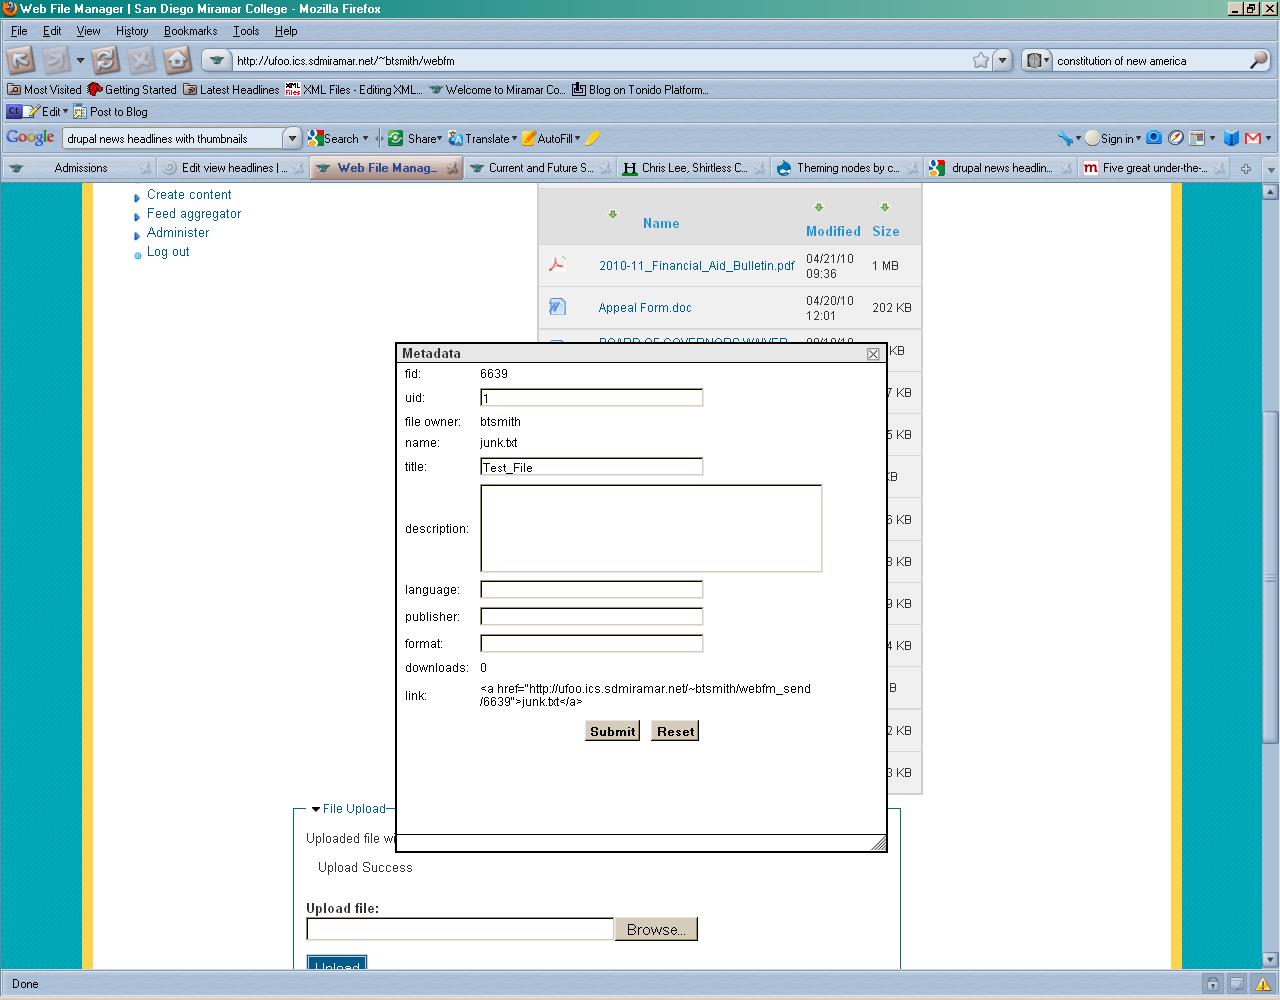 Web File Manager | San Diego Miramar College - Mozilla Firefox
File Edit View History Bookmarks Tools Help
http://ufoo.ics.sdmiramar.net/~btsmith/webfm
constitution of new america
Most Visited Getting Started Latest Headlines XML Files - Editing XML... Welcome to Miramar Co... Blog on Tonido Platform...
Edit Post to Blog
Google drupal news headlines with thumbnails Search Share Translate AutoFill Sign in
Admissions Edit view headlines | ... Web File Manag... Current and Future S... Chris Lee, Shirtless C... Theming nodes by c... drupal news headlin... Five great under-the-...
Create content
Feed aggregator
Administer
Log out
Name Modified Size
2010-11_Financial_Aid_Bulletin.pdf 04/21/10 09:36 1 MB
Appeal Form.doc 04/20/10 12:01 202 KB
BOARD OF GOVERNORS WAIVER
KB
7 KB
5 KB
KB
6 KB
3 KB
9 KB
4 KB
B
2 KB
3 KB
Metadata
fid: 6639
uid: 1
file owner: btsmith
name: junk.txt
title: Test_File
description:
language:
publisher:
format:
downloads: 0
link: <a href="http://ufoo.ics.sdmiramar.net/~btsmith/webfm_send
/6639">junk.txt</a>
Submit Reset
File Upload
Uploaded file wi
Upload Success
Upload file:
Browse...
Upload
Done